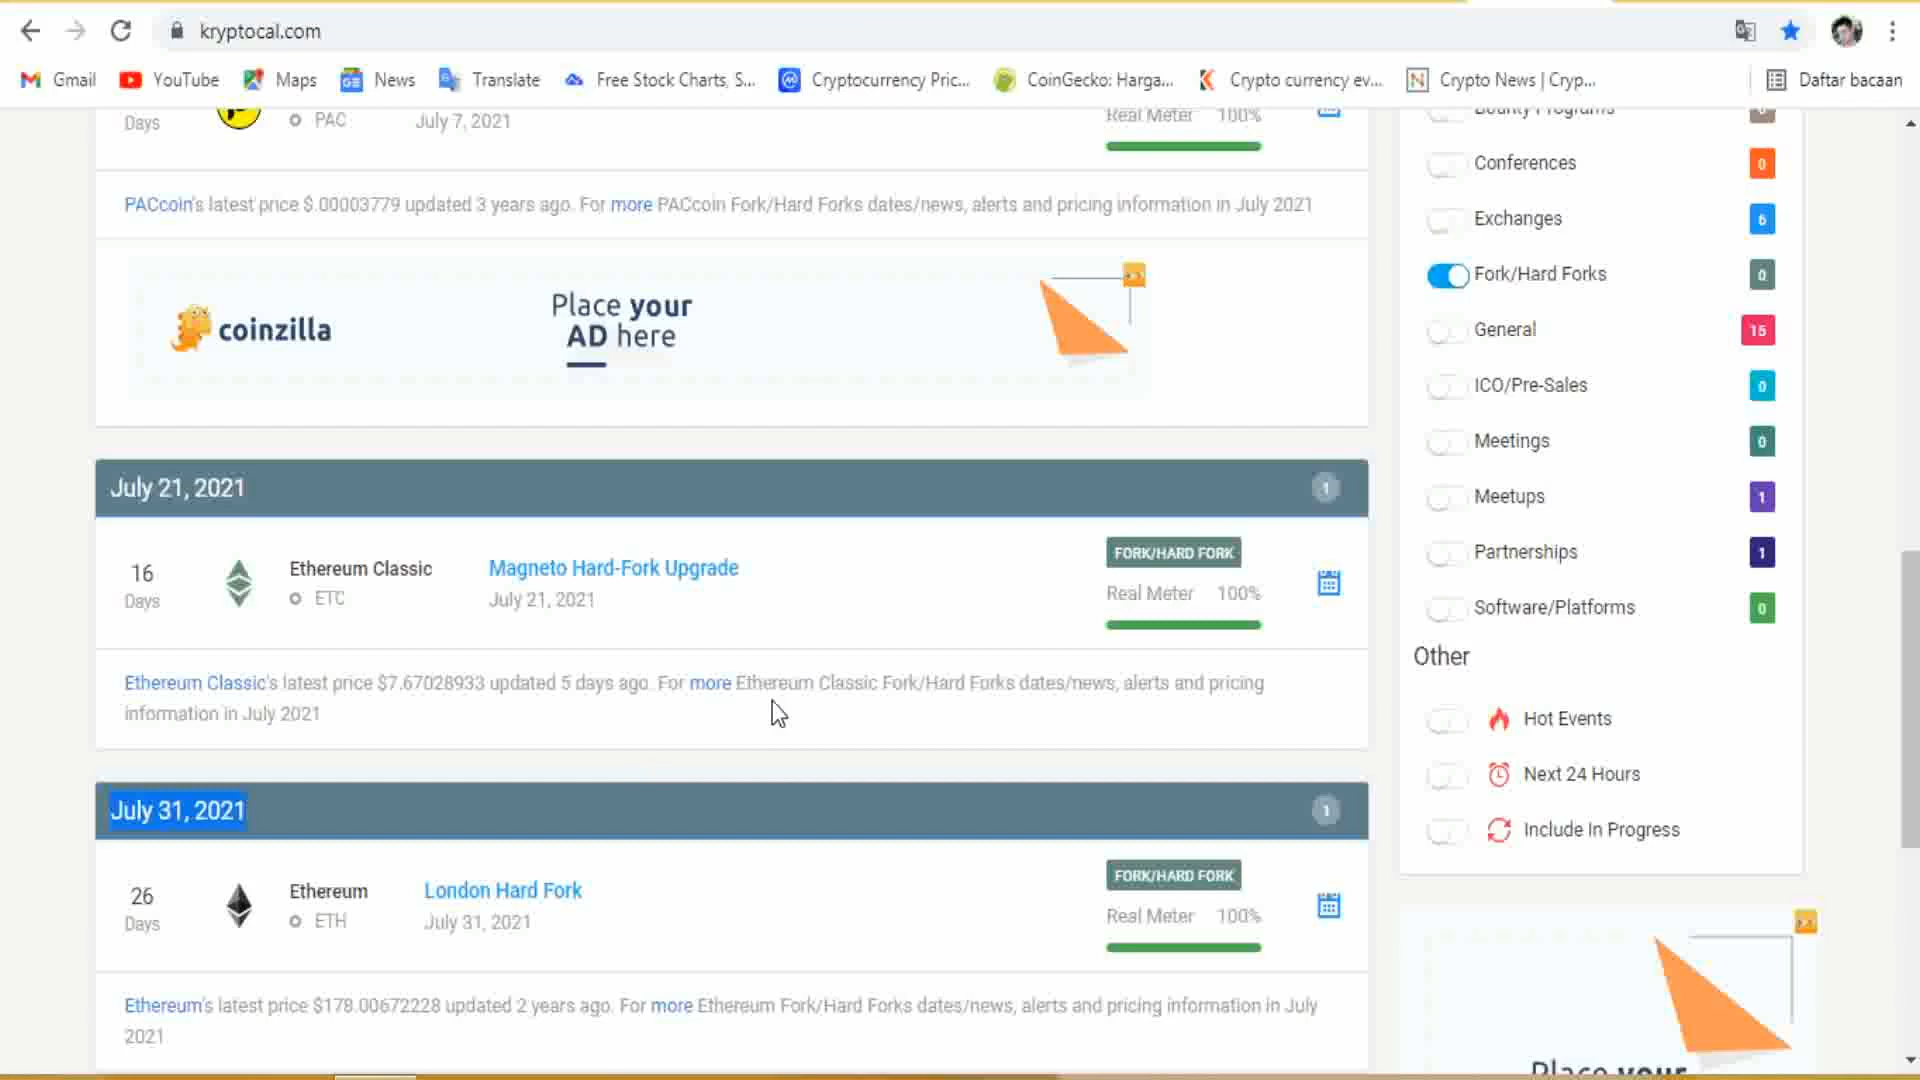 kryptocal.com
Gmail YouTube Maps News Translate Free Stock Charts, S... Cryptocurrency Pric... CoinGecko: Harga... Crypto currency ev... Crypto News | Cryp... Daftar bacaan
Days PAC July 7, 2021 Real Meter 100%
PACcoin's latest price $.00003779 updated 3 years ago. For more PACcoin Fork/Hard Forks dates/news, alerts and pricing information in July 2021
coinzilla
Place your
AD here
July 21, 2021 1
16 Days
Ethereum Classic
ETC
Magneto Hard-Fork Upgrade
July 21, 2021
FORK/HARD FORK
Real Meter 100%
Ethereum Classic's latest price $7.67028933 updated 5 days ago. For more Ethereum Classic Fork/Hard Forks dates/news, alerts and pricing
information in July 2021
July 31, 2021 1
26 Days
Ethereum
ETH
London Hard Fork
July 31, 2021
FORK/HARD FORK
Real Meter 100%
Ethereum's latest price $178.00672228 updated 2 years ago. For more Ethereum Fork/Hard Forks dates/news, alerts and pricing information in July
2021
Bounty Programs
Conferences 0
Exchanges 6
Fork/Hard Forks 0
General 15
ICO/Pre-Sales 0
Meetings 0
Meetups 1
Partnerships 1
Software/Platforms 0
Other
Hot Events
Next 24 Hours
Include In Progress
Place your